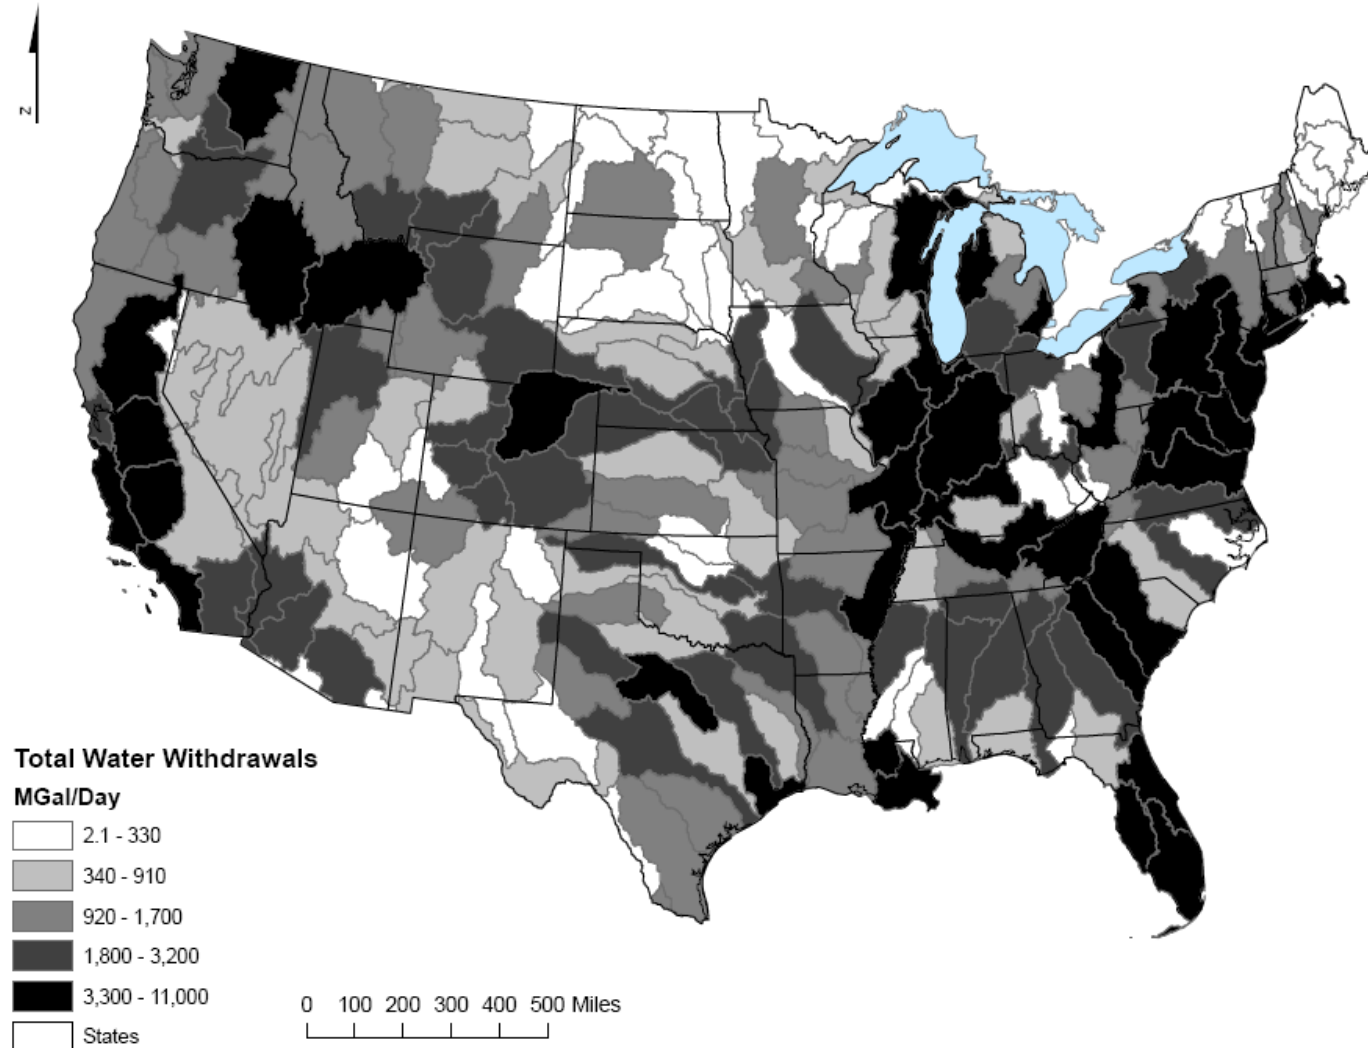 z
Total Water Withdrawals
MGal/Day
2.1 - 330
340 - 910
920 - 1,700
1,800 - 3,200
3,300 - 11,000
States
0 100 200 300 400 500 Miles